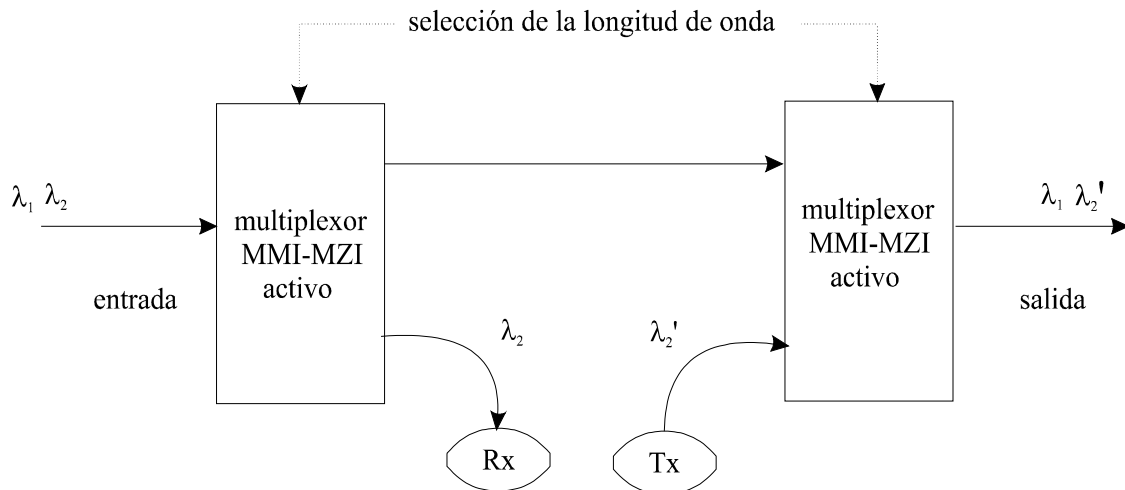 selección de la longitud de onda
λ₁ λ₂
entrada
multiplexor
MMI-MZI
activo
multiplexor
MMI-MZI
activo
λ₁ λ₂'
salida
λ₂
λ₂'
Rx
Tx